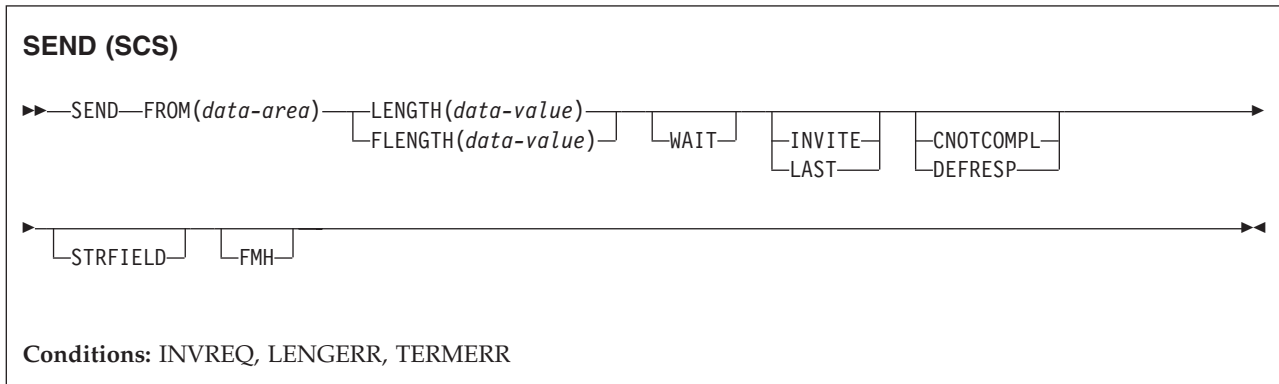 SEND (SCS)
SEND FROM(data-area) LENGTH(data-value)
FLENGTH(data-value) WAIT INVITE CNOTCOMPL
LAST DEFRESP
STRFIELD FMH
Conditions: INVREQ, LENGERR, TERMERR